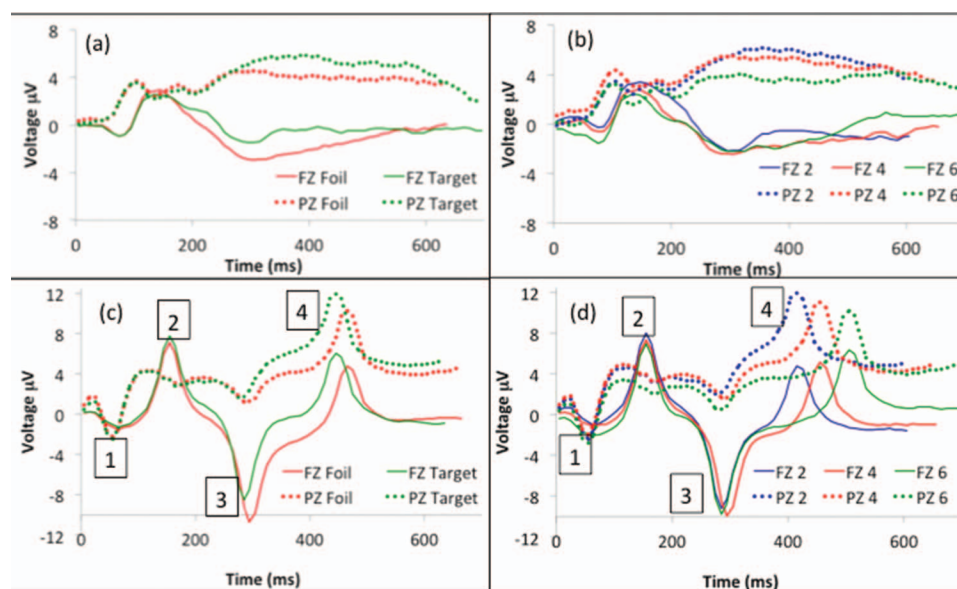 (a)
Voltage µV
8
4
0
-4
-8
FZ Foil FZ Target
PZ Foil PZ Target
0 200 400 600
Time (ms)
(b)
Voltage µV
8
4
0
-4
-8
FZ 2 FZ 4 FZ 6
PZ 2 PZ 4 PZ 6
0 200 400 600
Time (ms)
(c)
Voltage µV
12
8
4
0
-4
-8
-12
1
2
3
4
FZ Foil FZ Target
PZ Foil PZ Target
0 200 400 600
Time (ms)
(d)
Voltage µV
12
8
4
0
-4
-8
-12
1
2
3
4
FZ 2 FZ 4 FZ 6
PZ 2 PZ 4 PZ 6
0 200 400 600
Time (ms)